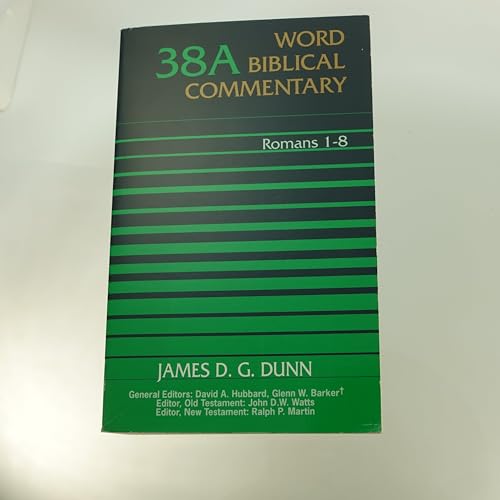 WORD
38A BIBLICAL
COMMENTARY
Romans 1-8
JAMES D. G. DUNN
General Editors: David A. Hubbard, Glenn W. Barker†
Editor, Old Testament: John D.W. Watts
Editor, New Testament: Ralph P. Martin